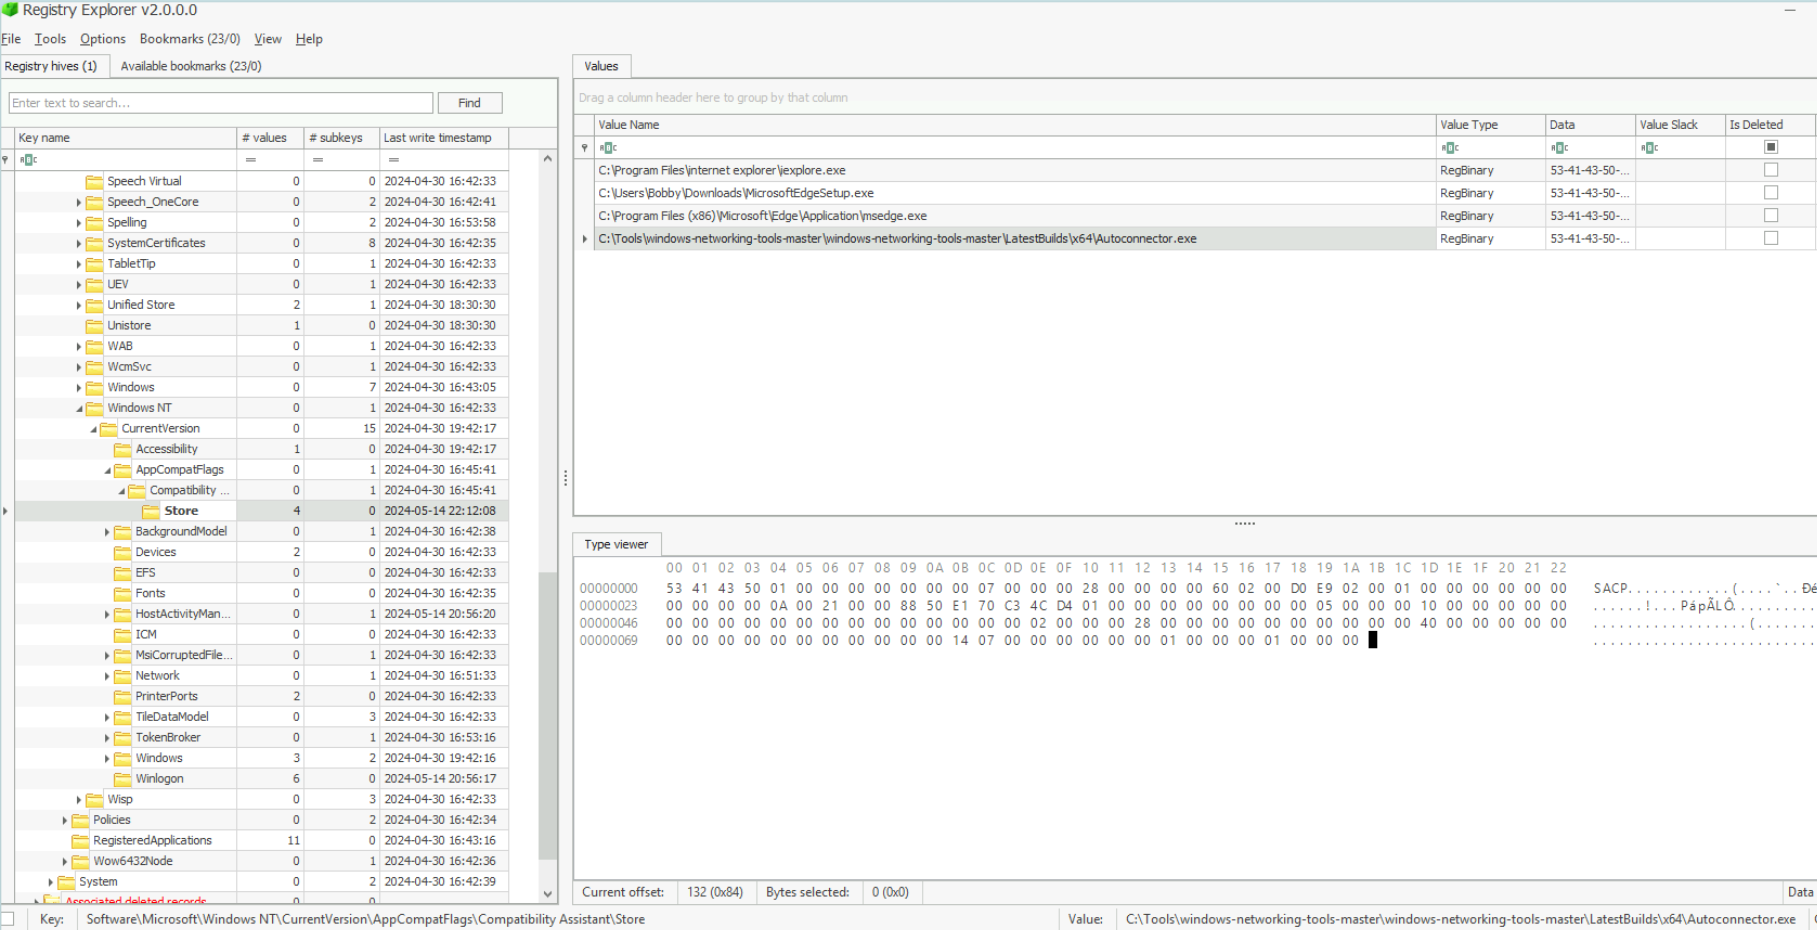 Registry Explorer v2.0.0.0
File Tools Options Bookmarks (23/0) View Help
Registry hives (1) Available bookmarks (23/0)
Enter text to search... Find
Key name # values # subkeys Last write timestamp
= = =
Speech Virtual 0 0 2024-04-30 16:42:33
Speech_OneCore 0 2 2024-04-30 16:42:41
Spelling 0 2 2024-04-30 16:53:58
SystemCertificates 0 8 2024-04-30 16:42:35
TabletTip 0 1 2024-04-30 16:42:33
UEV 0 1 2024-04-30 16:42:33
Unified Store 2 1 2024-04-30 18:30:30
Unistore 1 0 2024-04-30 18:30:30
WAB 0 1 2024-04-30 16:42:33
WcmSvc 0 1 2024-04-30 16:42:33
Windows 0 7 2024-04-30 16:43:05
Windows NT 0 1 2024-04-30 16:42:33
CurrentVersion 0 15 2024-04-30 19:42:17
Accessibility 1 0 2024-04-30 19:42:17
AppCompatFlags 0 1 2024-04-30 16:45:41
Compatibility ... 0 1 2024-04-30 16:45:41
Store 4 0 2024-05-14 22:12:08
BackgroundModel 0 1 2024-04-30 16:42:38
Devices 2 0 2024-04-30 16:42:33
EFS 0 0 2024-04-30 16:42:33
Fonts 0 0 2024-04-30 16:42:35
HostActivityMan... 0 1 2024-05-14 20:56:20
ICM 0 0 2024-04-30 16:42:33
MsiCorruptedFile... 0 1 2024-04-30 16:42:33
Network 0 1 2024-04-30 16:51:33
PrinterPorts 2 0 2024-04-30 16:42:33
TileDataModel 0 3 2024-04-30 16:42:33
TokenBroker 0 1 2024-04-30 16:53:16
Windows 3 2 2024-04-30 19:42:16
Winlogon 6 0 2024-05-14 20:56:17
Wisp 0 3 2024-04-30 16:42:33
Policies 0 2 2024-04-30 16:42:34
RegisteredApplications 11 0 2024-04-30 16:43:16
Wow6432Node 0 1 2024-04-30 16:42:36
System 0 2 2024-04-30 16:42:39
Associated deleted records 0 0
Values
Drag a column header here to group by that column
Value Name Value Type Data Value Slack Is Deleted
C:\Program Files\internet explorer\iexplore.exe RegBinary 53-41-43-50-...
C:\Users\Bobby\Downloads\MicrosoftEdgeSetup.exe RegBinary 53-41-43-50-...
C:\Program Files (x86)\Microsoft\Edge\Application\msedge.exe RegBinary 53-41-43-50-...
C:\Tools\windows-networking-tools-master\windows-networking-tools-master\LatestBuilds\x64\Autoconnector.exe RegBinary 53-41-43-50-...
Type viewer
00 01 02 03 04 05 06 07 08 09 0A 0B 0C 0D 0E 0F 10 11 12 13 14 15 16 17 18 19 1A 1B 1C 1D 1E 1F 20 21 22
00000000 53 41 43 50 01 00 00 00 00 00 00 00 07 00 00 00 28 00 00 00 00 60 02 00 D0 E9 02 00 01 00 00 00 00 00 00 SACP............(....`..Ðé
00000023 00 00 00 00 0A 00 21 00 00 88 50 E1 70 C3 4C D4 01 00 00 00 00 00 00 00 00 05 00 00 00 10 00 00 00 00 00 ......!...PápÃLÔ..........
00000046 00 00 00 00 00 00 00 00 00 00 00 00 00 00 02 00 00 00 28 00 00 00 00 00 00 00 00 00 00 40 00 00 00 00 00 ..................(.......
00000069 00 00 00 00 00 00 00 00 00 00 00 14 07 00 00 00 00 00 00 01 00 00 00 01 00 00 00 ..........................
Current offset: 132 (0x84) Bytes selected: 0 (0x0) Data
Key: Software\Microsoft\Windows NT\CurrentVersion\AppCompatFlags\Compatibility Assistant\Store Value: C:\Tools\windows-networking-tools-master\windows-networking-tools-master\LatestBuilds\x64\Autoconnector.exe